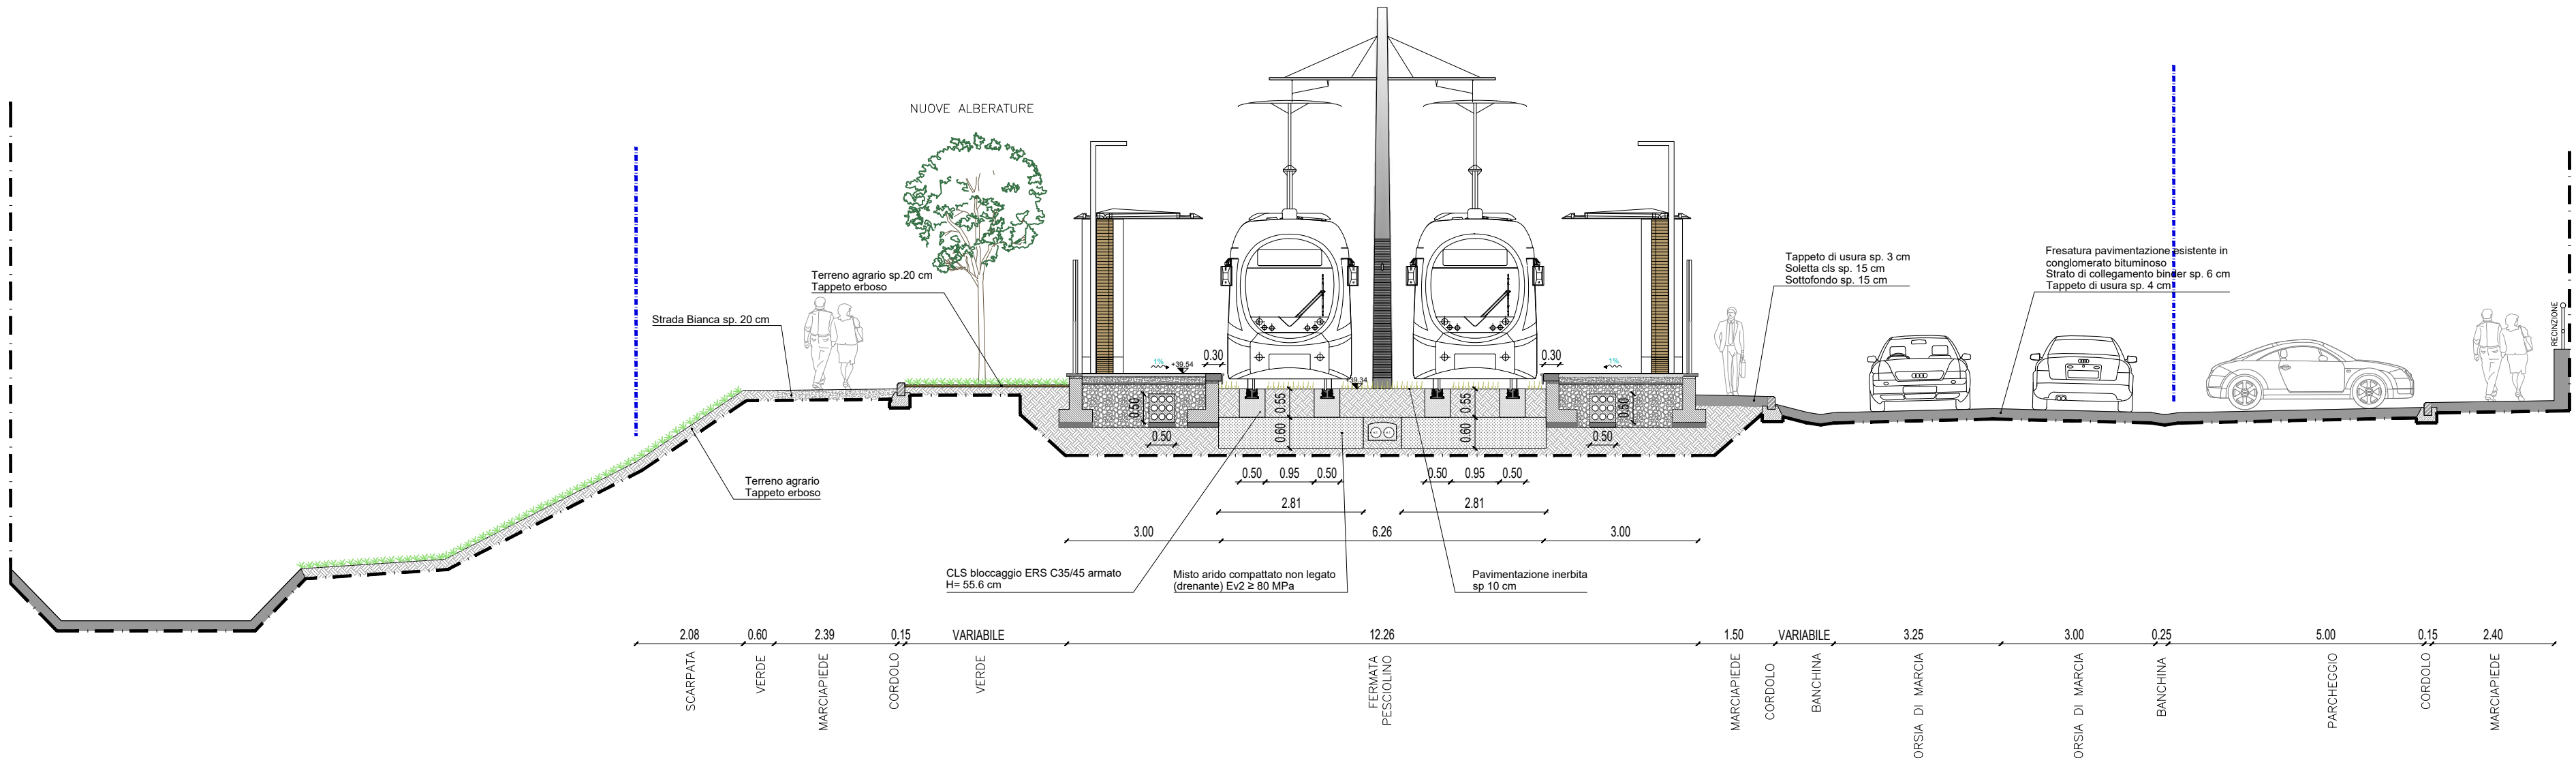 NUOVE ALBERATURE
Terreno agrario sp.20 cm
Tappeto erboso
Strada Bianca sp. 20 cm
Terreno agrario
Tappeto erboso
Tappeto di usura sp. 3 cm
Soletta cls sp. 15 cm
Sottofondo sp. 15 cm
Fresatura pavimentazione esistente in
conglomerato bituminoso
Strato di collegamento binder sp. 6 cm
Tappeto di usura sp. 4 cm
RECINZIONE
1%
+39.54
0.30
+39.34
0.30
1%
0.50
0.50
0.55
0.60
0.55
0.60
0.50
0.50
0.50
0.95
0.50
0.50
0.95
0.50
2.81
2.81
3.00
6.26
3.00
CLS bloccaggio ERS C35/45 armato
H= 55.6 cm
Misto arido compattato non legato
(drenante) Ev2 ≥ 80 MPa
Pavimentazione inerbita
sp 10 cm
2.08
0.60
2.39
0.15
VARIABILE
12.26
1.50
VARIABILE
3.25
3.00
0.25
5.00
0.15
2.40
SCARPATA
VERDE
MARCIAPIEDE
CORDOLO
VERDE
FERMATA
PESCIOLINO
MARCIAPIEDE
CORDOLO
BANCHINA
ORSIA DI MARCIA
ORSIA DI MARCIA
BANCHINA
PARCHEGGIO
CORDOLO
MARCIAPIEDE